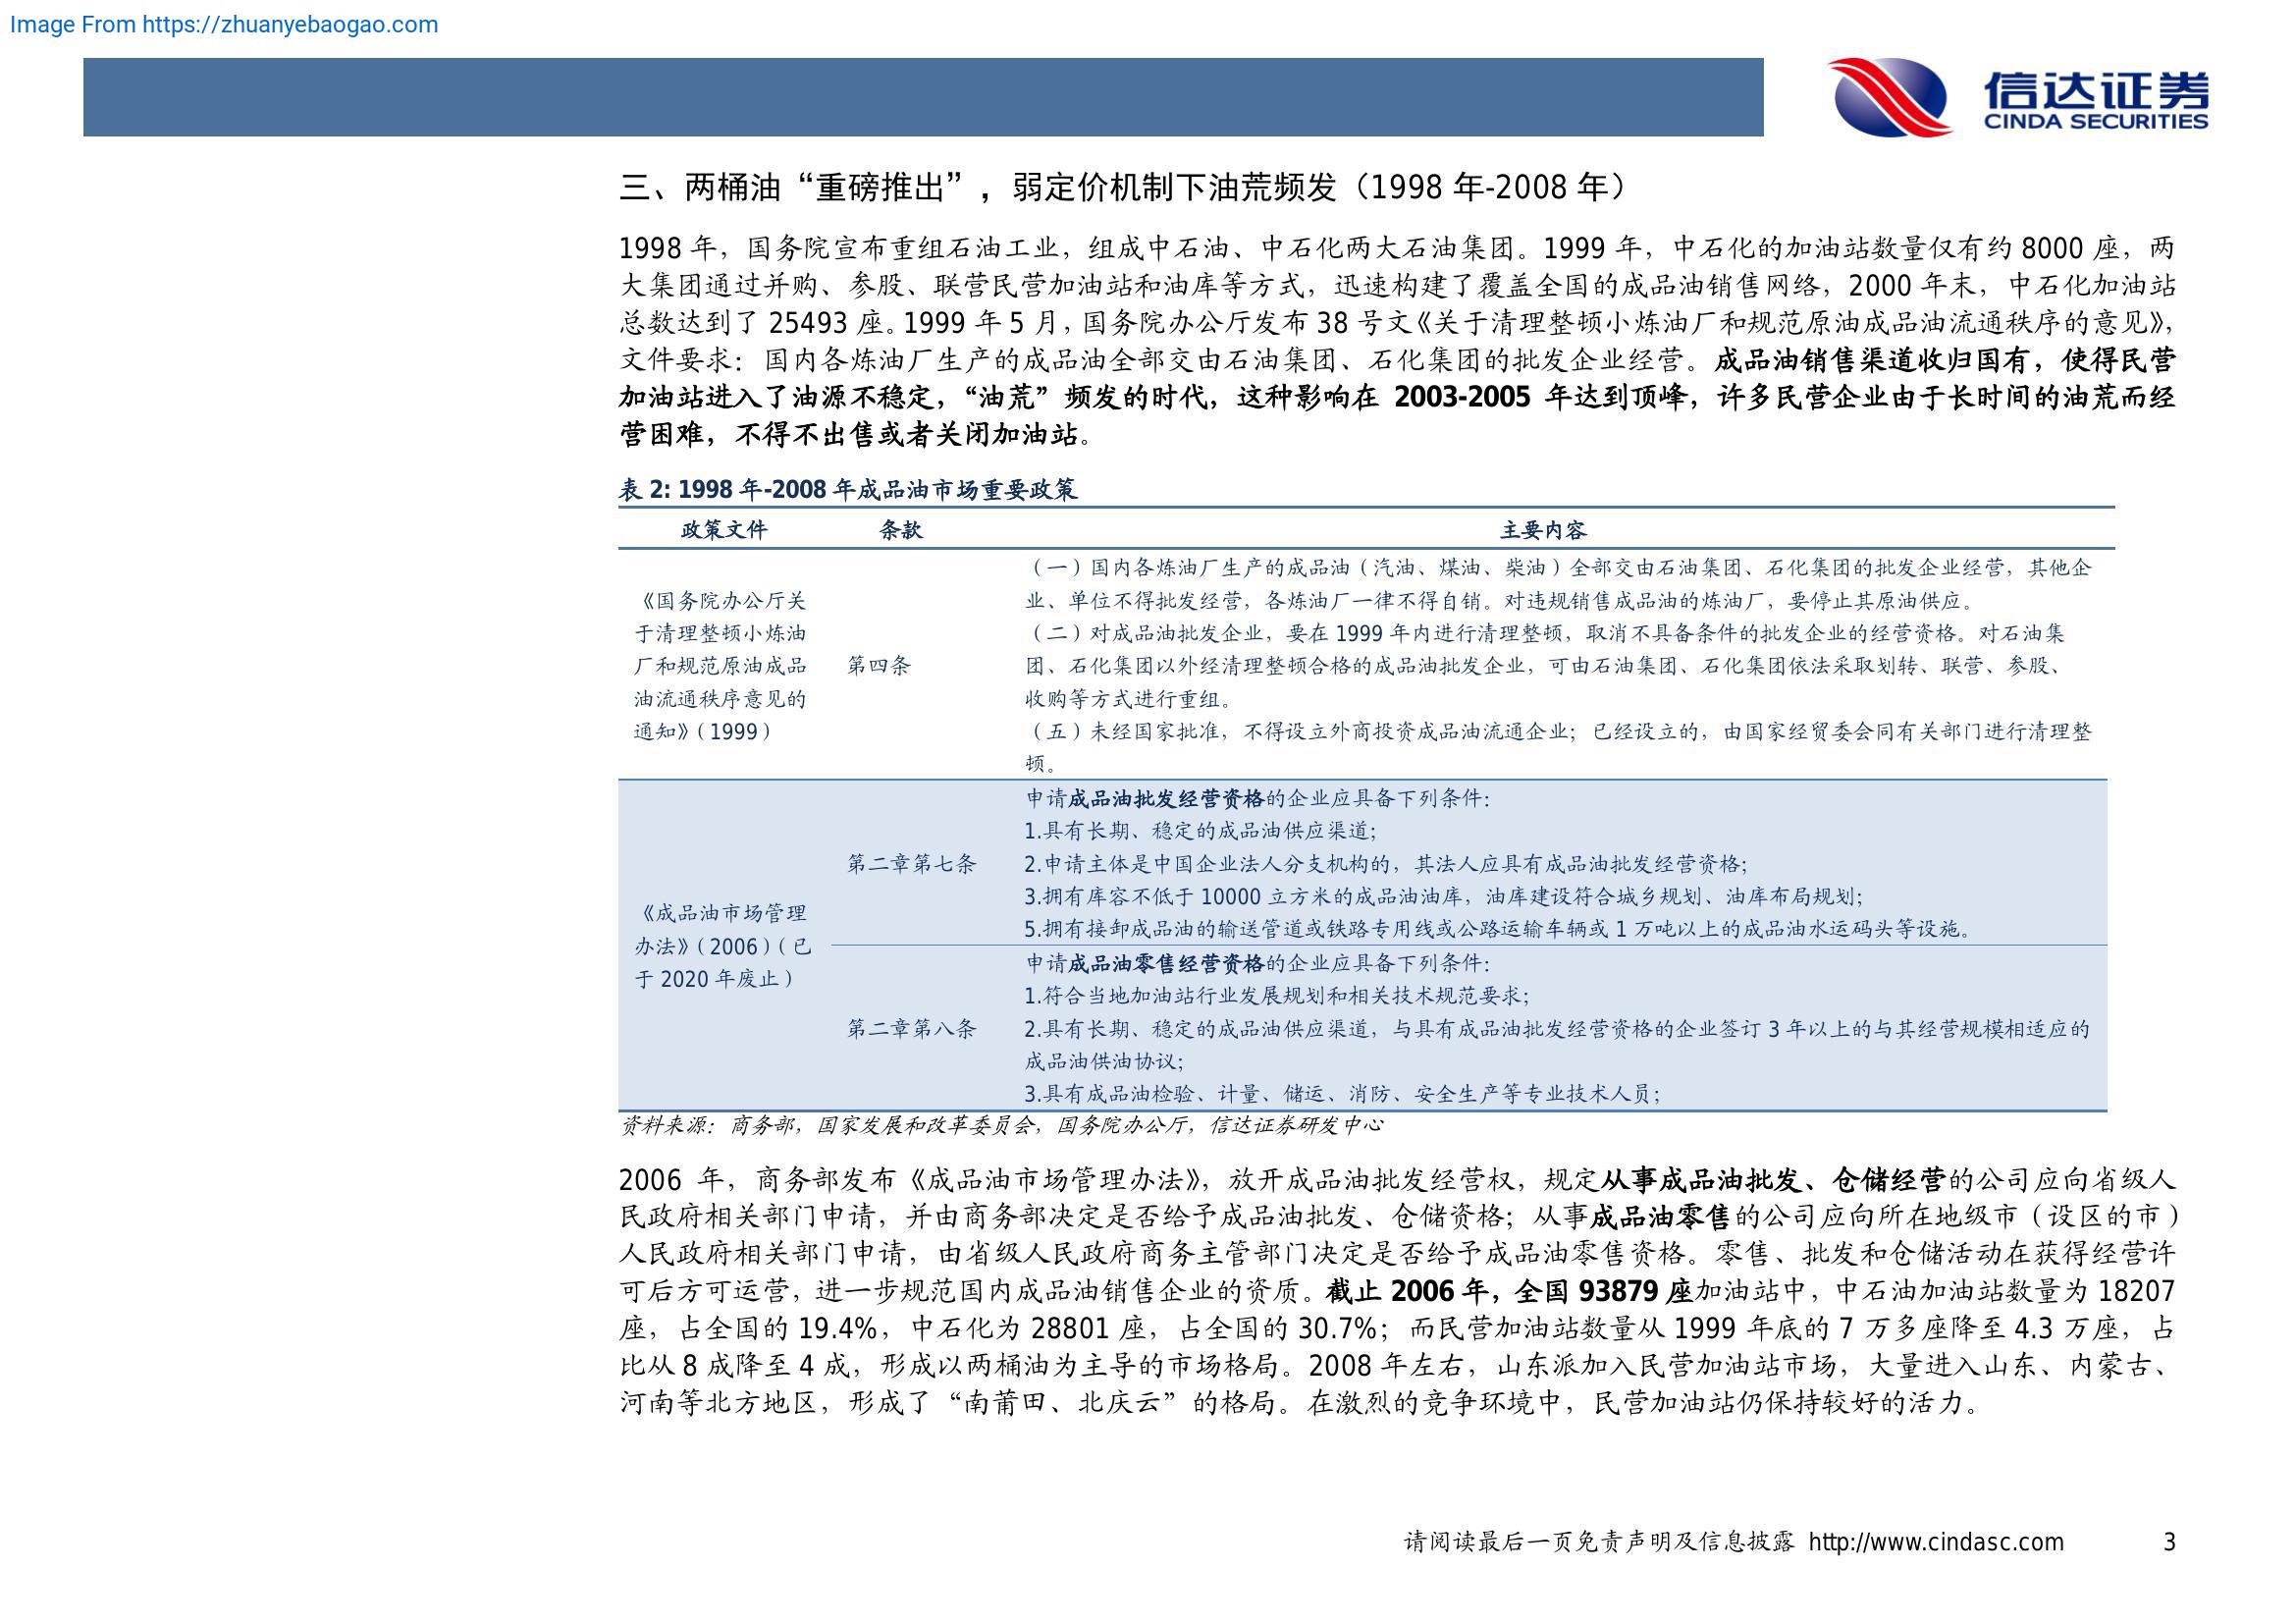 Image From https://zhuanyebaogao.com
信达证券
CINDA SECURITIES
三、两桶油“重磅推出”，弱定价机制下油荒频发（1998 年-2008 年）
1998 年，国务院宣布重组石油工业，组成中石油、中石化两大石油集团。1999 年，中石化的加油站数量仅有约 8000 座，两
大集团通过并购、参股、联营民营加油站和油库等方式，迅速构建了覆盖全国的成品油销售网络，2000 年末，中石化加油站
总数达到了 25493 座。1999 年 5 月，国务院办公厅发布 38 号文《关于清理整顿小炼油厂和规范原油成品油流通秩序的意见》，
文件要求：国内各炼油厂生产的成品油全部交由石油集团、石化集团的批发企业经营。成品油销售渠道收归国有，使得民营
加油站进入了油源不稳定，“油荒”频发的时代，这种影响在 2003-2005 年达到顶峰，许多民营企业由于长时间的油荒而经
营困难，不得不出售或者关闭加油站。
表 2: 1998 年-2008 年成品油市场重要政策
政策文件 条款 主要内容
《国务院办公厅关
于清理整顿小炼油
厂和规范原油成品
油流通秩序意见的
通知》（1999）
第四条
（一）国内各炼油厂生产的成品油（汽油、煤油、柴油）全部交由石油集团、石化集团的批发企业经营，其他企
业、单位不得批发经营，各炼油厂一律不得自销。对违规销售成品油的炼油厂，要停止其原油供应。
（二）对成品油批发企业，要在 1999 年内进行清理整顿，取消不具备条件的批发企业的经营资格。对石油集
团、石化集团以外经清理整顿合格的成品油批发企业，可由石油集团、石化集团依法采取划转、联营、参股、
收购等方式进行重组。
（五）未经国家批准，不得设立外商投资成品油流通企业；已经设立的，由国家经贸委会同有关部门进行清理整
顿。
《成品油市场管理
办法》（2006）（已
于 2020 年废止）
第二章第七条
申请成品油批发经营资格的企业应具备下列条件：
1.具有长期、稳定的成品油供应渠道；
2.申请主体是中国企业法人分支机构的，其法人应具有成品油批发经营资格；
3.拥有库容不低于 10000 立方米的成品油油库，油库建设符合城乡规划、油库布局规划；
5.拥有接卸成品油的输送管道或铁路专用线或公路运输车辆或 1 万吨以上的成品油水运码头等设施。
第二章第八条
申请成品油零售经营资格的企业应具备下列条件：
1.符合当地加油站行业发展规划和相关技术规范要求；
2.具有长期、稳定的成品油供应渠道，与具有成品油批发经营资格的企业签订 3 年以上的与其经营规模相适应的
成品油供油协议；
3.具有成品油检验、计量、储运、消防、安全生产等专业技术人员；
资料来源：商务部，国家发展和改革委员会，国务院办公厅，信达证券研发中心
2006 年，商务部发布《成品油市场管理办法》，放开成品油批发经营权，规定从事成品油批发、仓储经营的公司应向省级人
民政府相关部门申请，并由商务部决定是否给予成品油批发、仓储资格；从事成品油零售的公司应向所在地级市（设区的市）
人民政府相关部门申请，由省级人民政府商务主管部门决定是否给予成品油零售资格。零售、批发和仓储活动在获得经营许
可后方可运营，进一步规范国内成品油销售企业的资质。截止 2006 年，全国 93879 座加油站中，中石油加油站数量为 18207
座，占全国的 19.4%，中石化为 28801 座，占全国的 30.7%；而民营加油站数量从 1999 年底的 7 万多座降至 4.3 万座，占
比从 8 成降至 4 成，形成以两桶油为主导的市场格局。2008 年左右，山东派加入民营加油站市场，大量进入山东、内蒙古、
河南等北方地区，形成了“南莆田、北庆云”的格局。在激烈的竞争环境中，民营加油站仍保持较好的活力。
请阅读最后一页免责声明及信息披露 http://www.cindasc.com 3